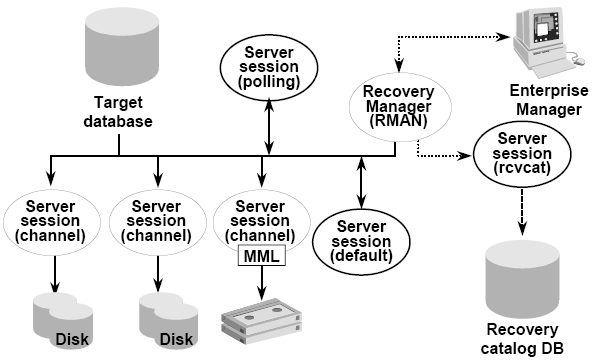 Target
database
Server
session
(polling)
Recovery
Manager
(RMAN)
Enterprise
Manager
Server
session
(rcvcat)
Server
session
(channel)
Server
session
(channel)
Server
session
(channel)
MML
Server
session
(default)
Disk
Disk
Recovery
catalog DB